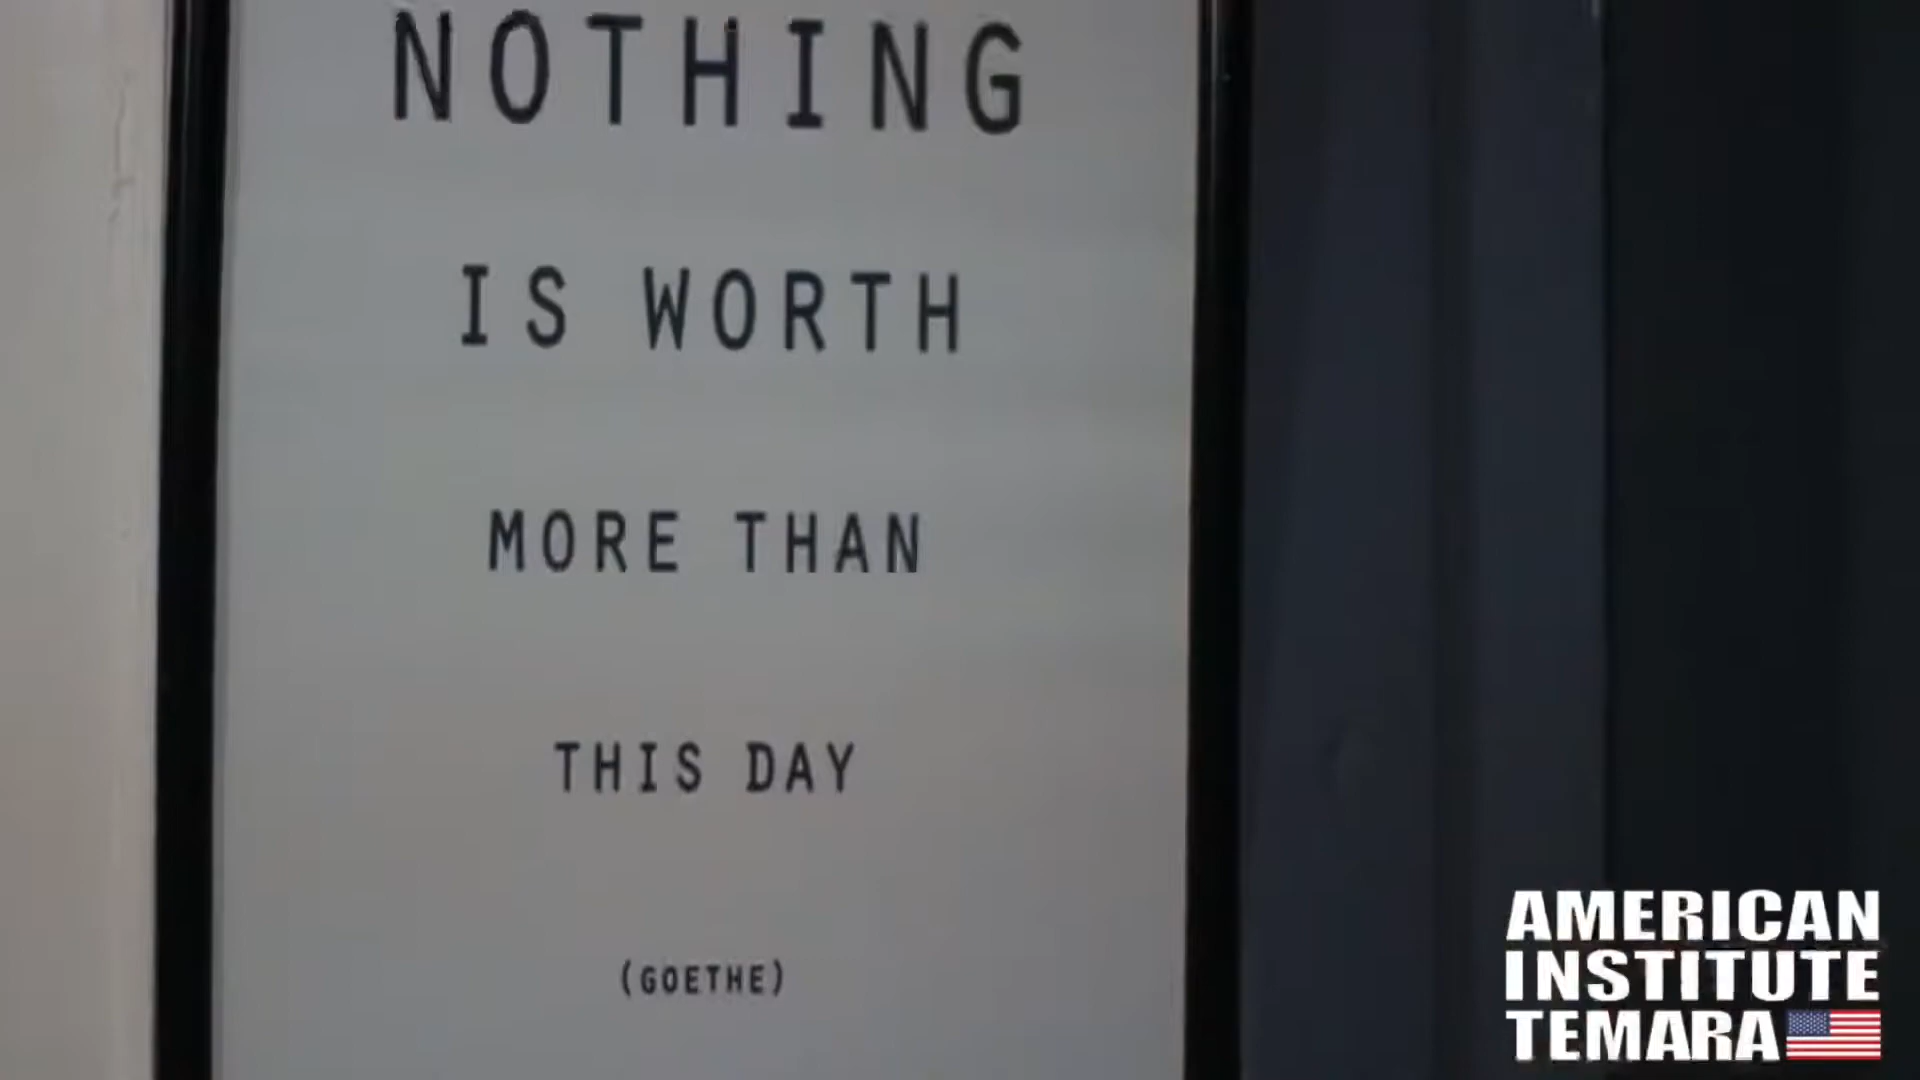 NOTHING
IS WORTH
MORE THAN
THIS DAY
(GOETHE)
AMERICAN
INSTITUTE
TEMARA